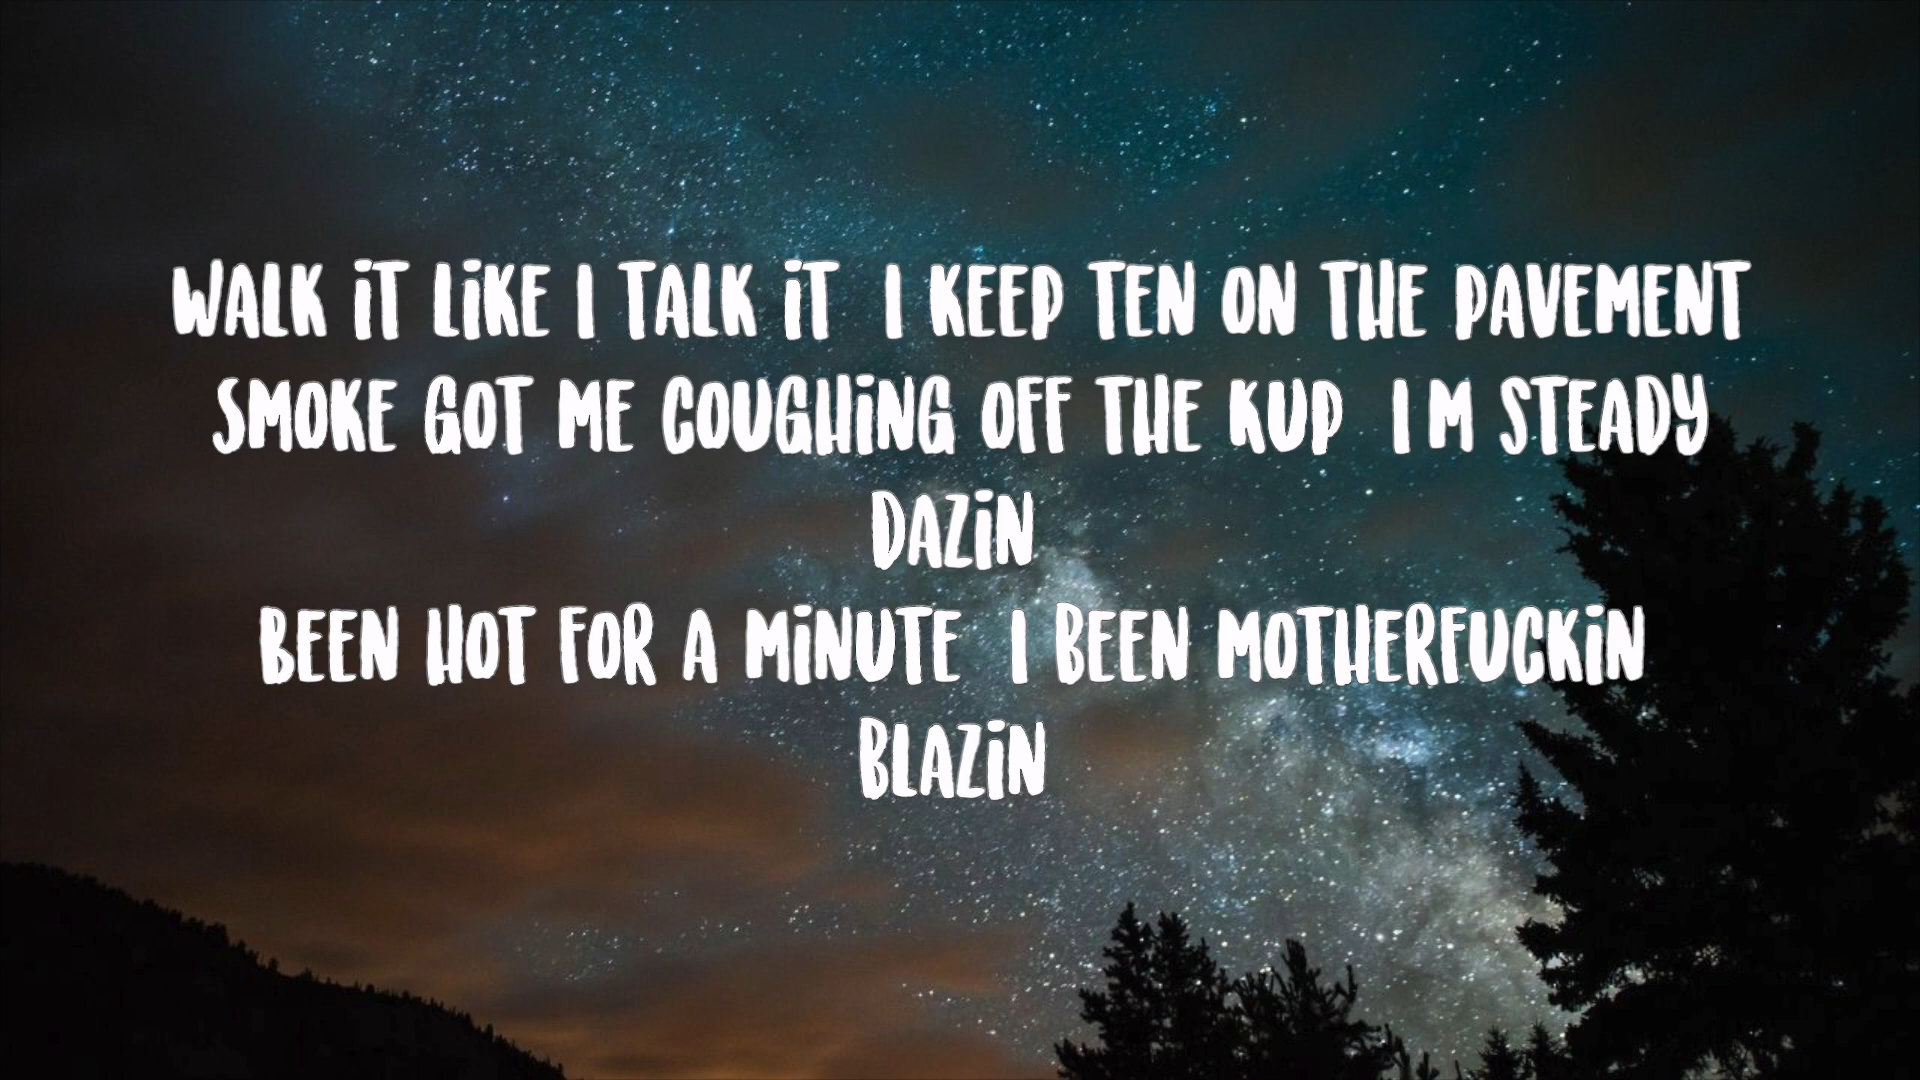 WALK iT LiKE I TALK iT  I KEEP TEN ON THE PAVEMENT
SMOKE GOT ME COUGHiNG OFF THE KUP  I M STEADY
DAZiN
BEEN HOT FOR A MiNUTE  I BEEN MOTHERFUCKiN
BLAZiN